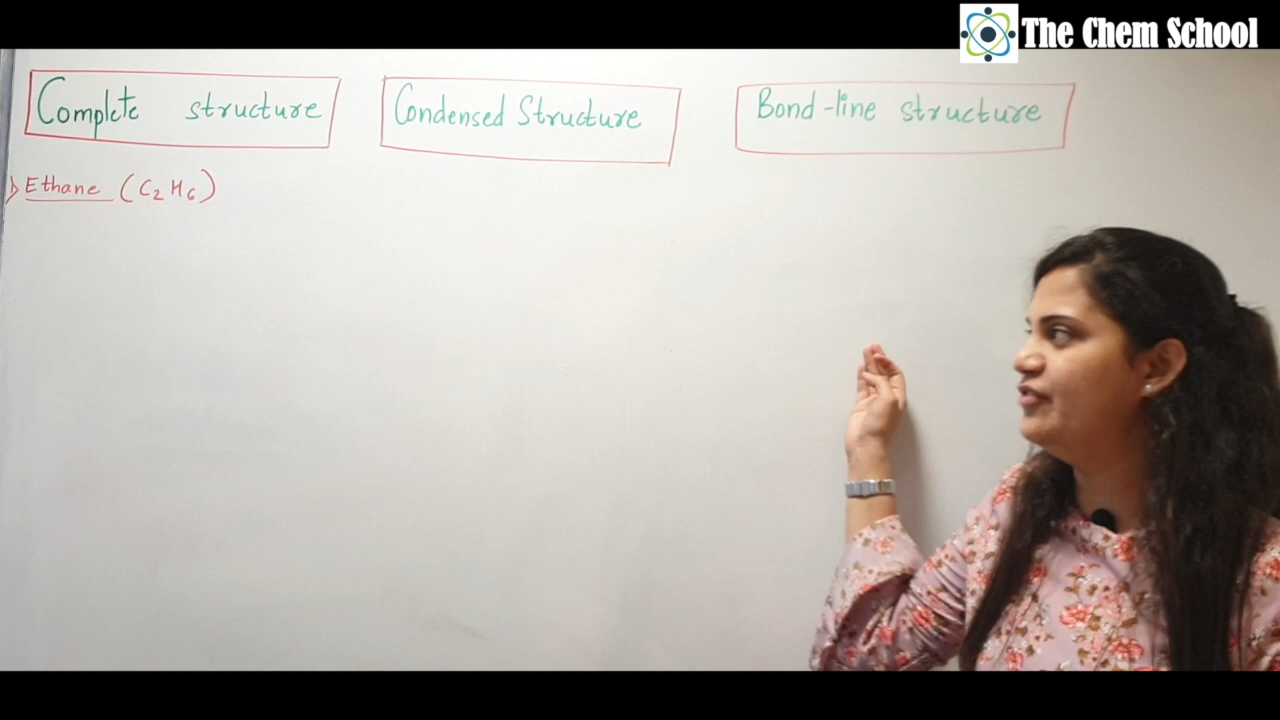 The Chem School
Complete structure
Condensed Structure
Bond-line structure
) Ethane (C₂H₆)